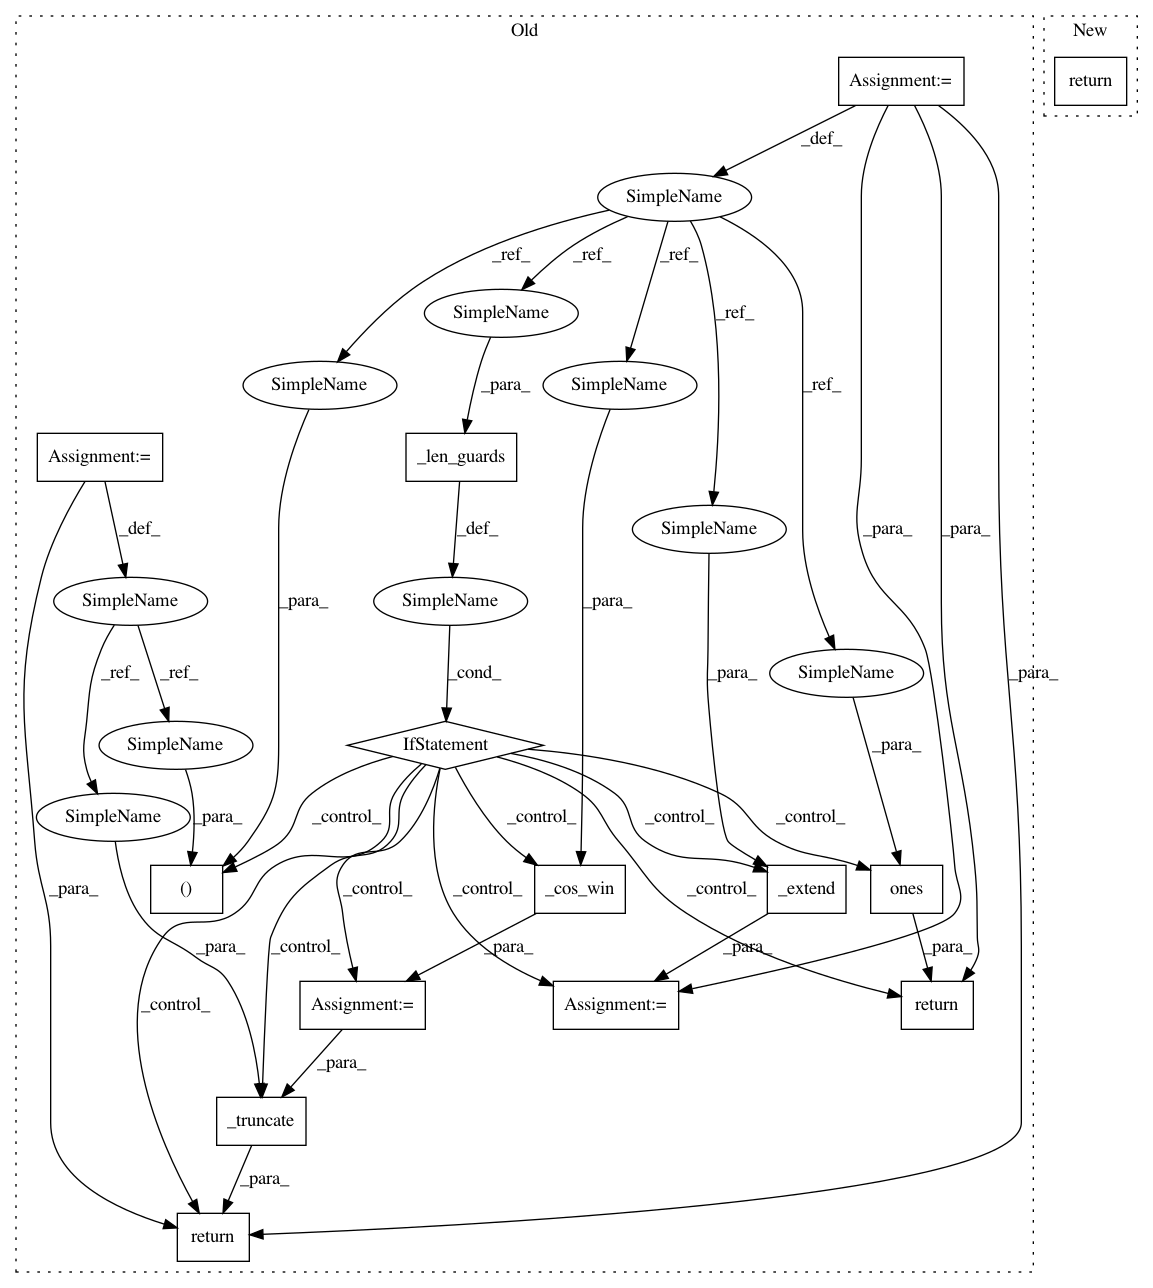 Old
New
Assignment:=
return
_def_
SimpleName
_ref_
_ref_
_ref_
SimpleName
_ref_
SimpleName
SimpleName
_para_
_ref_
Assignment:=
_len_guards
SimpleName
_def_
_def_
_para_
_para_
SimpleName
SimpleName
_para_
_para_
_ref_
_ref_
_cond_
_para_
SimpleName
_para_
SimpleName
IfStatement
_para_
SimpleName
_para_
_control_
_control_
_control_
_control_
_para_
()
_control_
_control_
_cos_win
_control_
_extend
ones
_para_
_control_
_para_
_para_
_para_
_control_
Assignment:=
Assignment:=
return
_para_
_truncate
_para_
return